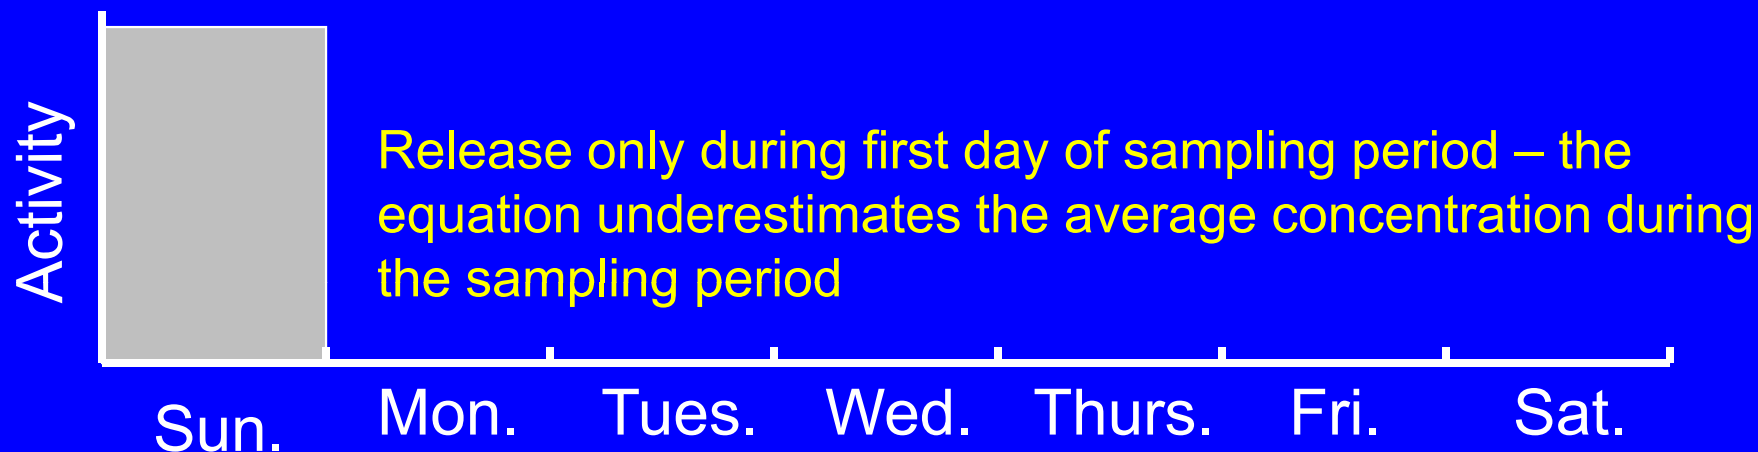 Activity
Release only during first day of sampling period – the
equation underestimates the average concentration during
the sampling period
Sun. Mon. Tues. Wed. Thurs. Fri. Sat.